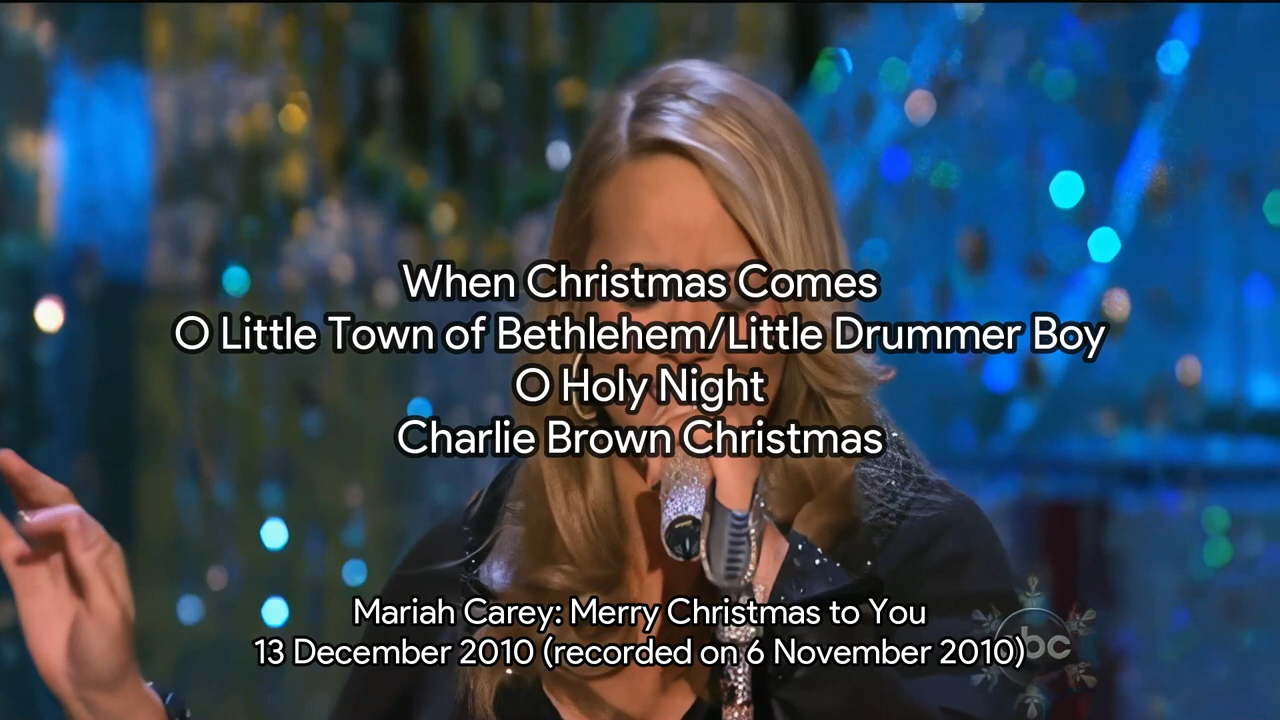 When Christmas Comes
O Little Town of Bethlehem/Little Drummer Boy
O Holy Night
Charlie Brown Christmas
Mariah Carey: Merry Christmas to You
13 December 2010 (recorded on 6 November 2010)
abc